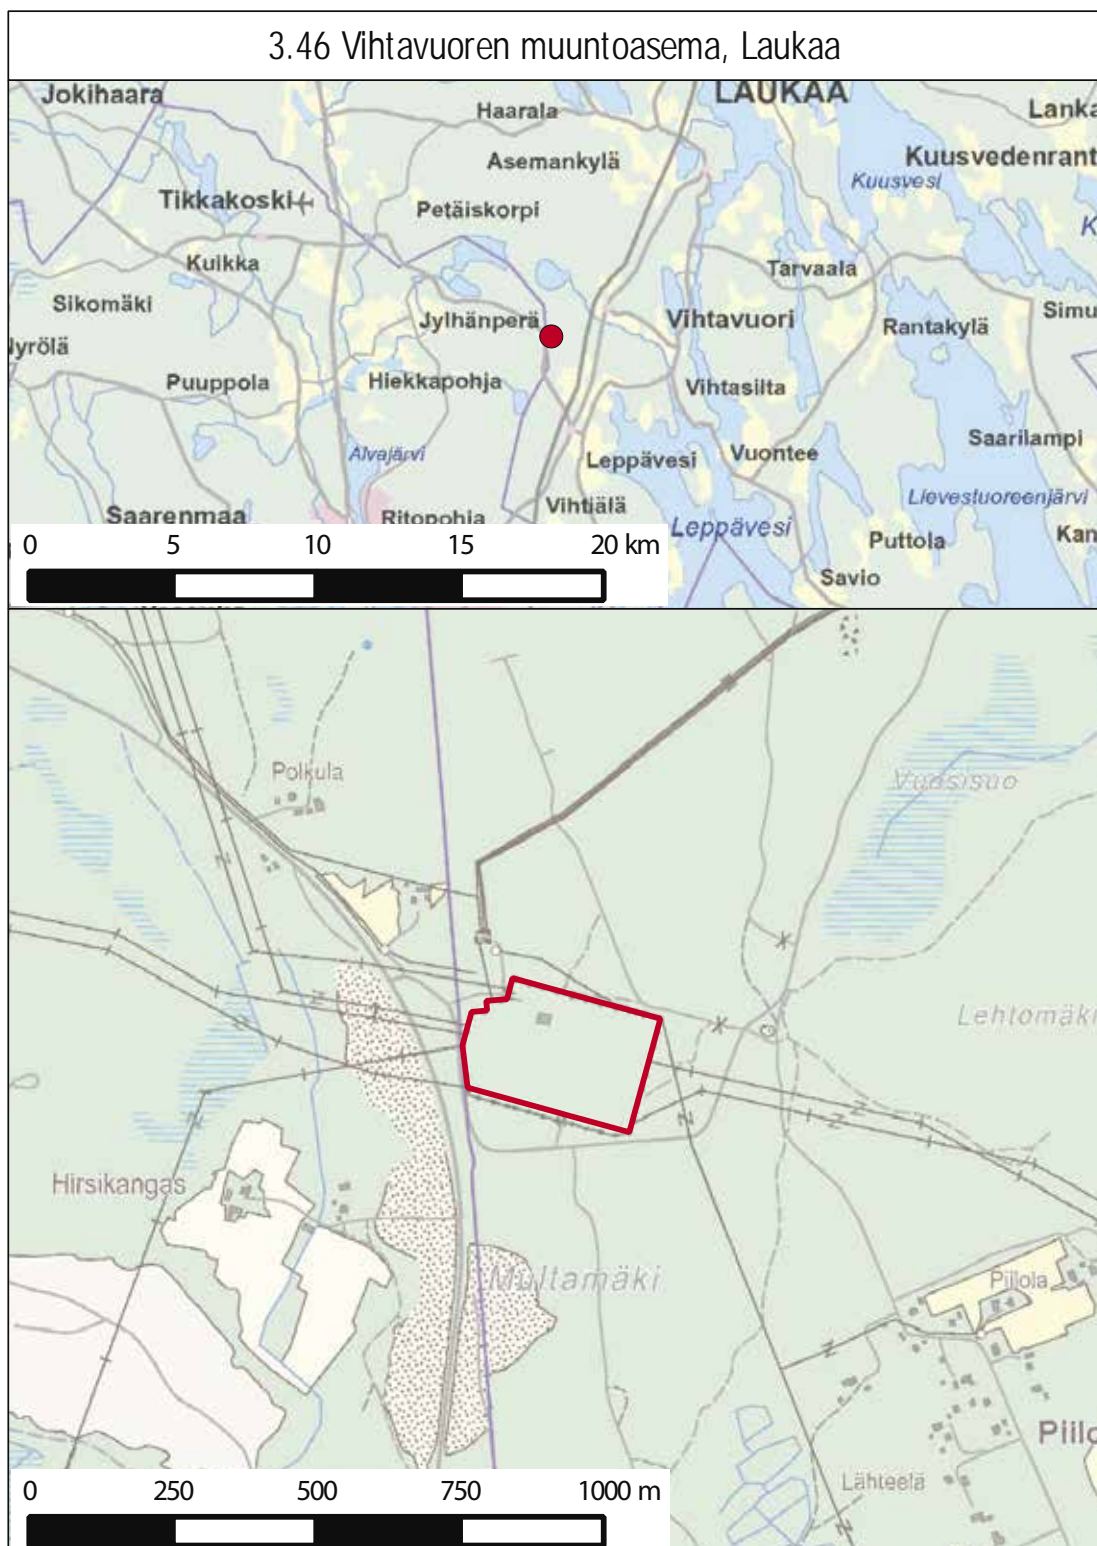 3.46 Vihtavuoren muuntoasema, Laukaa
Jokihaara
Haarala
LAUKAA
Lanka
Asemankylä
Kuusvedenrant
Kuusvesi
Tikkakoski
Petäiskorpi
K
Kuikka
Tarvaala
Sikomäki
Jylhänperä
Vihtavuori
Simu
Rantakylä
Nyrölä
Puuppola
Hiekkapohja
Vihtasilta
Saarilampi
Alvajärvi
Leppävesi
Vuontee
Lievestuoreenjärvi
Saarenmaa
Ritopohja
Vihtiälä
Leppävesi
Puttola
Kan
Savio
0 5 10 15 20 km
Polkula
Vuosisuo
Lehtomäki
Hirsikangas
Multamäki
Piilola
Piilo
Lähteelä
0 250 500 750 1000 m